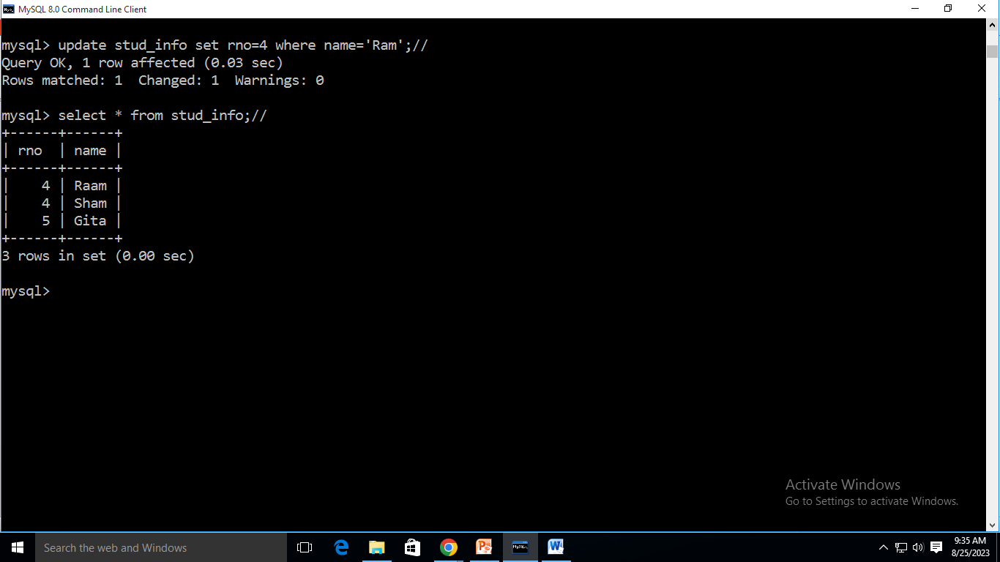 MySQL 8.0 Command Line Client
mysql> update stud_info set rno=4 where name='Ram';//
Query OK, 1 row affected (0.03 sec)
Rows matched: 1  Changed: 1  Warnings: 0
mysql> select * from stud_info;//
+------+------+
| rno  | name |
+------+------+
|    4 | Raam |
|    4 | Sham |
|    5 | Gita |
+------+------+
3 rows in set (0.00 sec)
mysql>
Activate Windows
Go to Settings to activate Windows.
Search the web and Windows
9:35 AM
8/25/2023